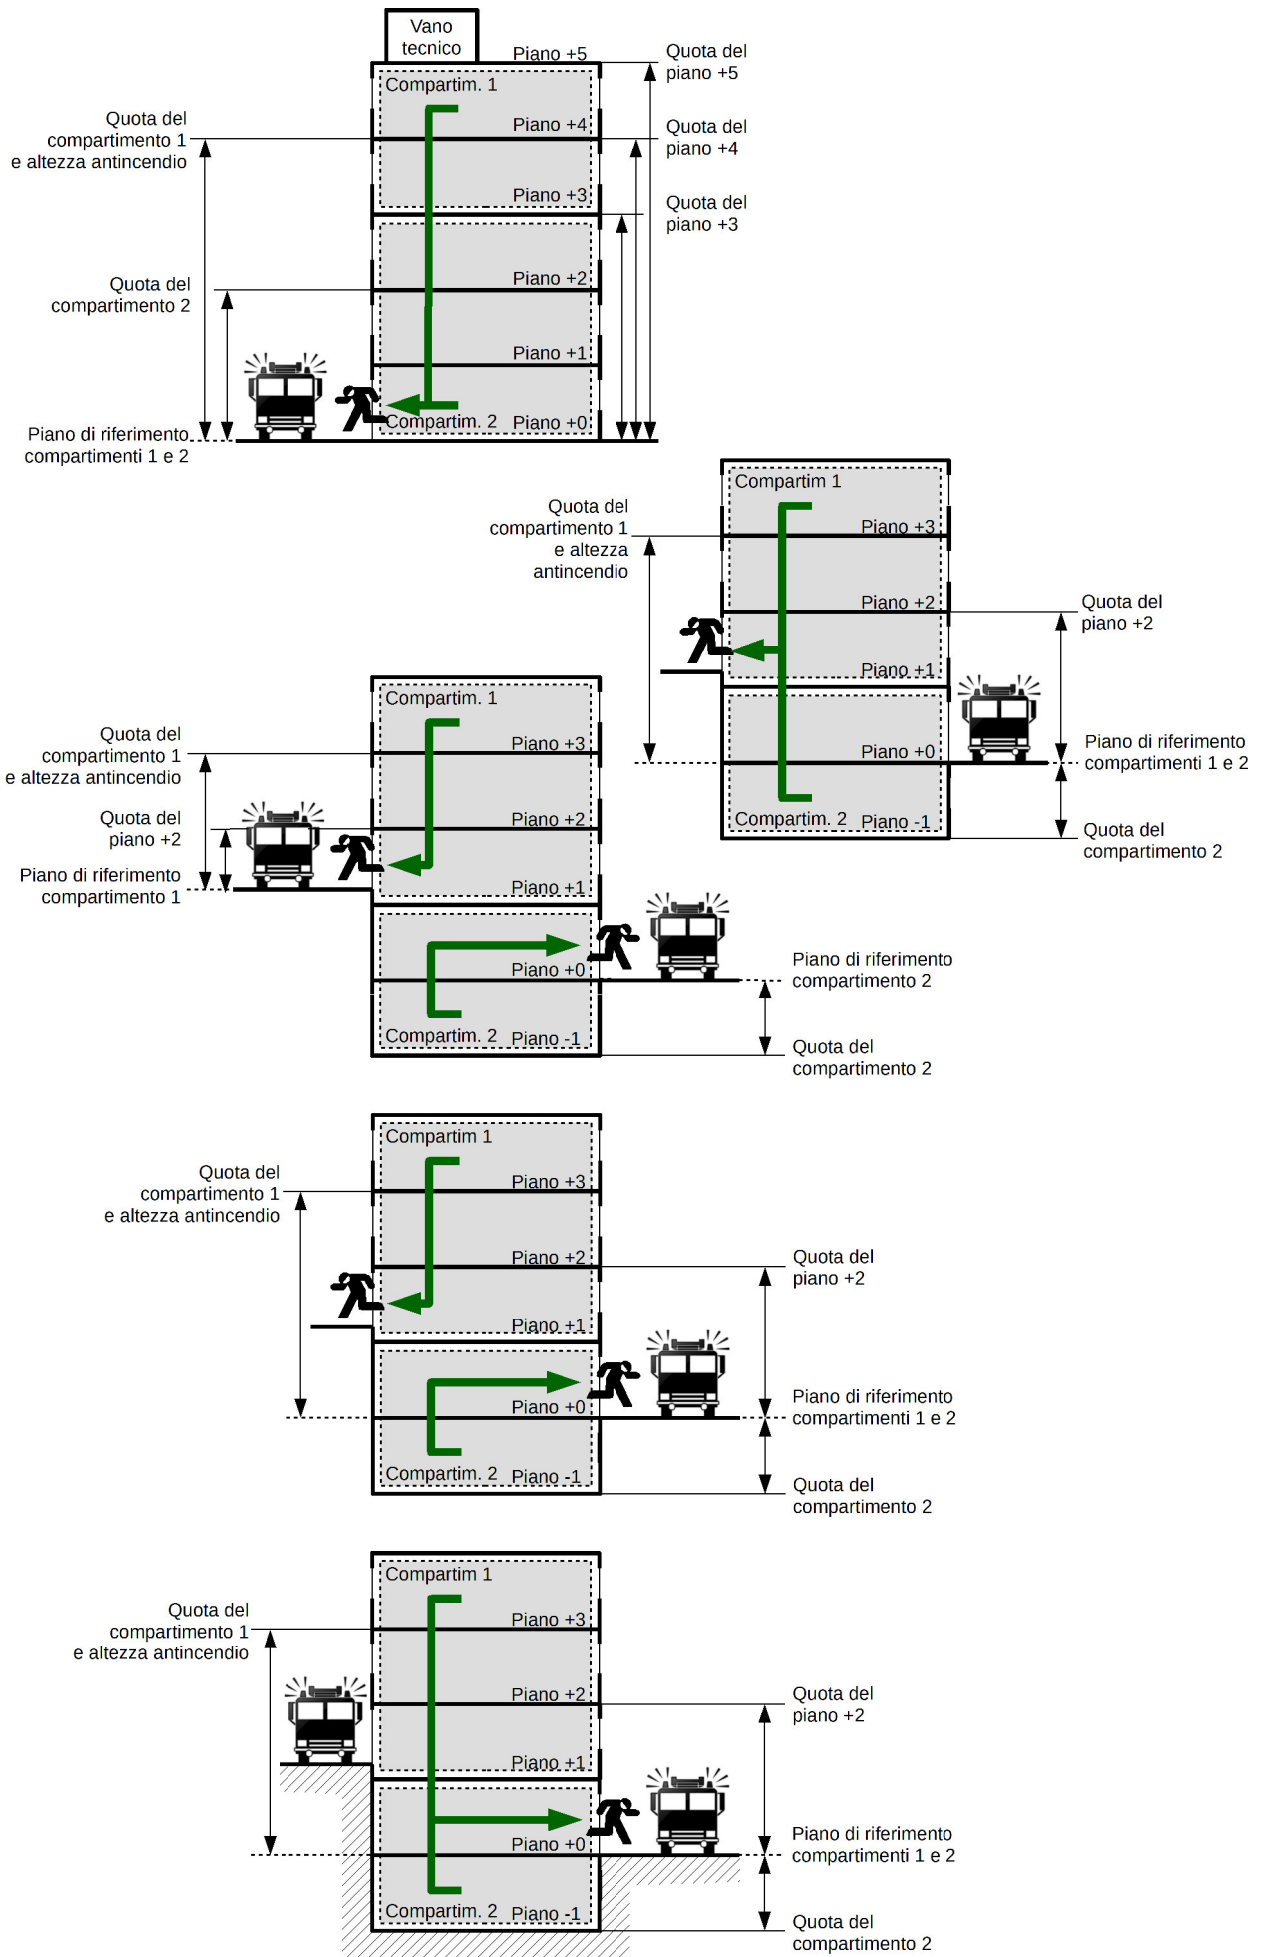 Vano
tecnico
Piano +5
Quota del
piano +5
Compartim. 1
Quota del
compartimento 1
e altezza antincendio
Piano +4
Quota del
piano +4
Piano +3
Quota del
piano +3
Quota del
compartimento 2
Piano +2
Piano +1
Compartim. 2
Piano +0
Piano di riferimento
compartimenti 1 e 2
Compartim 1
Quota del
compartimento 1
e altezza
antincendio
Piano +3
Piano +2
Quota del
piano +2
Piano +1
Piano +0
Piano di riferimento
compartimenti 1 e 2
Compartim. 2
Piano -1
Quota del
compartimento 2
Compartim. 1
Quota del
compartimento 1
e altezza antincendio
Piano +3
Quota del
piano +2
Piano +2
Piano di riferimento
compartimento 1
Piano +1
Piano +0
Piano di riferimento
compartimento 2
Compartim. 2
Piano -1
Quota del
compartimento 2
Compartim 1
Quota del
compartimento 1
e altezza antincendio
Piano +3
Piano +2
Quota del
piano +2
Piano +1
Piano +0
Piano di riferimento
compartimenti 1 e 2
Compartim. 2
Piano -1
Quota del
compartimento 2
Compartim 1
Quota del
compartimento 1
e altezza antincendio
Piano +3
Piano +2
Quota del
piano +2
Piano +1
Piano +0
Piano di riferimento
compartimenti 1 e 2
Compartim. 2
Piano -1
Quota del
compartimento 2